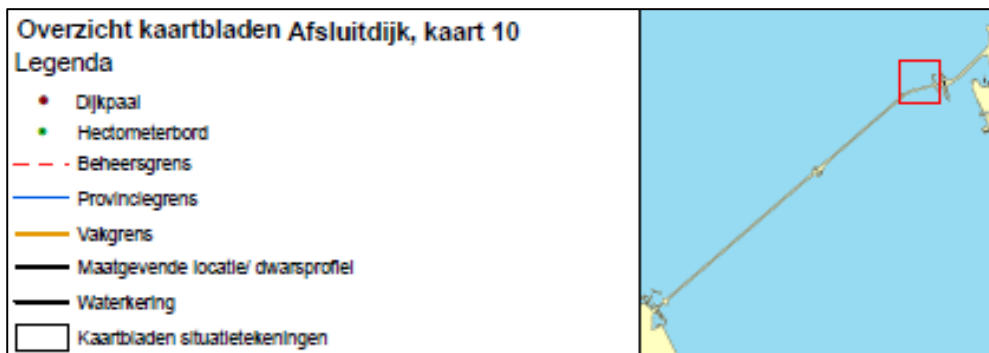 Overzicht kaartbladen Afsluitdijk, kaart 10
Legenda
Dijkpaal
Hectometerbord
Beheersgrens
Provinciegrens
Vakgrens
Maatgevende locatie/ dwarsprofiel
Waterkering
Kaartbladen situatietekeningen